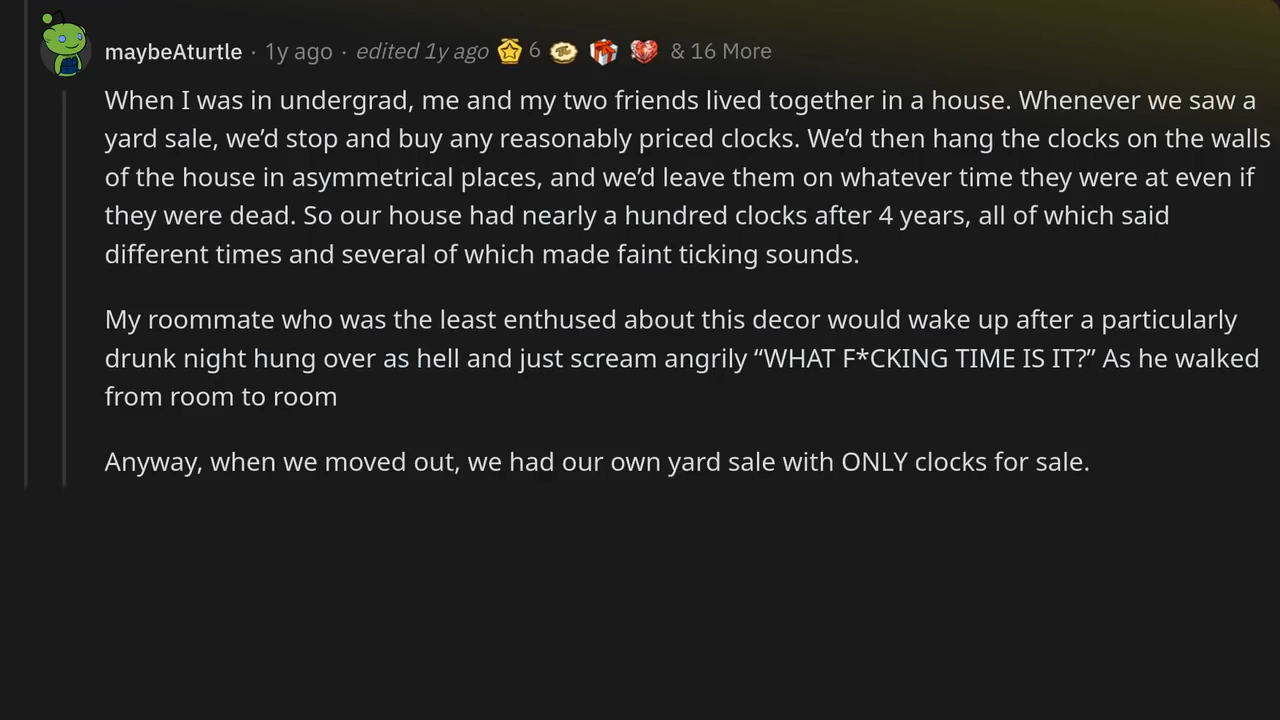 maybeAturtle · 1y ago · edited 1y ago 6 & 16 More
When I was in undergrad, me and my two friends lived together in a house. Whenever we saw a
yard sale, we’d stop and buy any reasonably priced clocks. We’d then hang the clocks on the walls
of the house in asymmetrical places, and we’d leave them on whatever time they were at even if
they were dead. So our house had nearly a hundred clocks after 4 years, all of which said
different times and several of which made faint ticking sounds.
My roommate who was the least enthused about this decor would wake up after a particularly
drunk night hung over as hell and just scream angrily “WHAT F*CKING TIME IS IT?” As he walked
from room to room
Anyway, when we moved out, we had our own yard sale with ONLY clocks for sale.